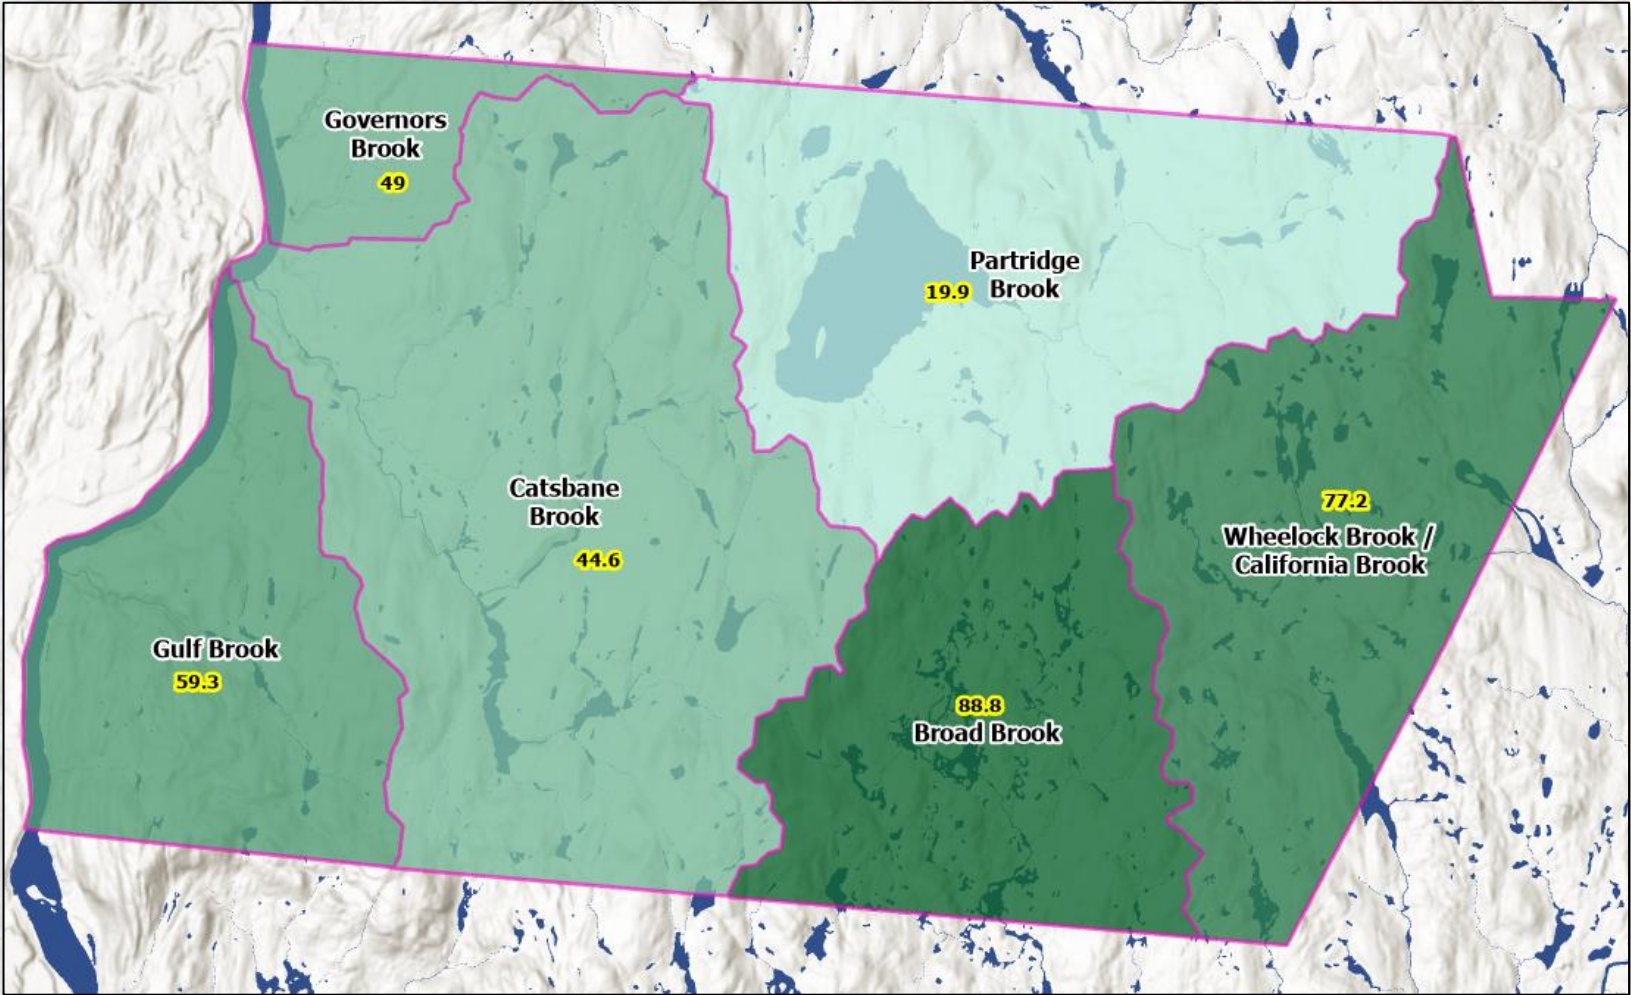 Governors
Brook
49
Partridge
Brook
19.9
Catsbane
Brook
44.6
77.2
Wheelock Brook /
California Brook
Gulf Brook
59.3
88.8
Broad Brook